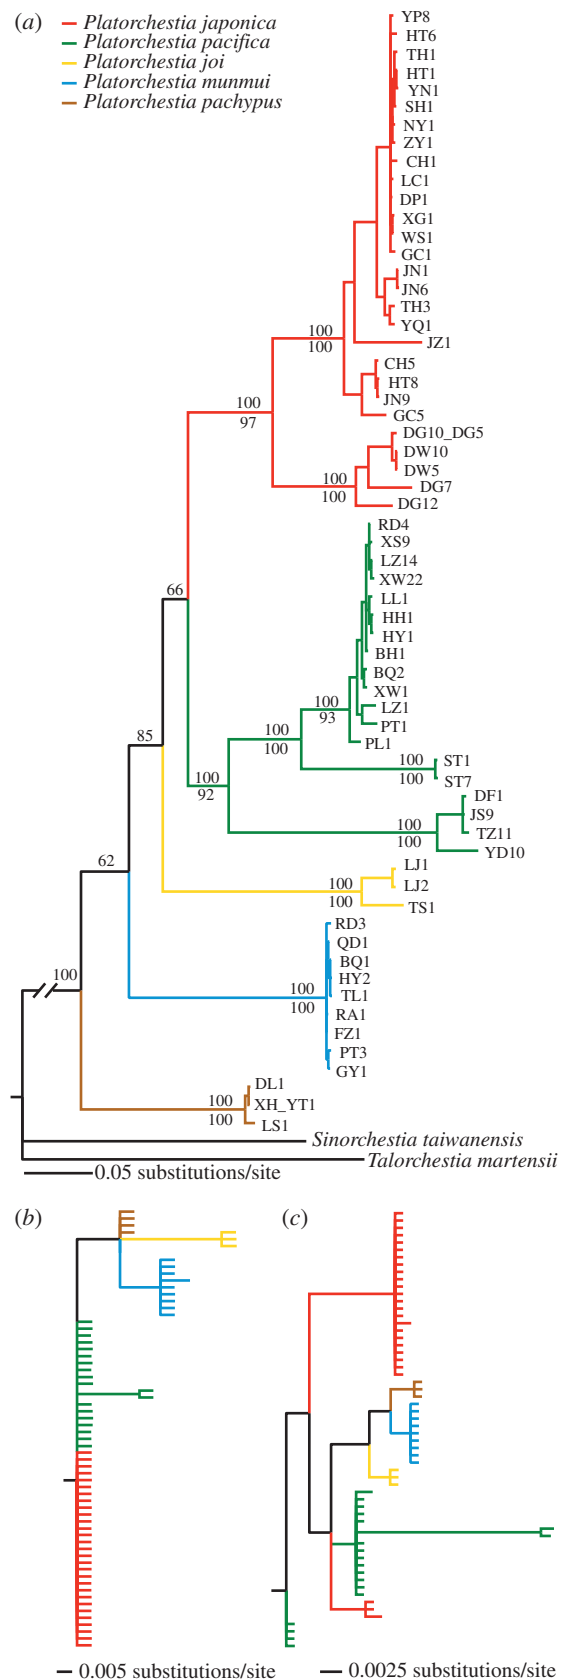 (a)
Platorchestia japonica
Platorchestia pacifica
Platorchestia joi
Platorchestia munmui
Platorchestia pachypus
YP8
HT6
TH1
HT1
YN1
SH1
NY1
ZY1
CH1
LC1
DP1
XG1
WS1
GC1
JN1
JN6
TH3
YQ1
100
100
JZ1
CH5
HT8
JN9
GC5
100
97
DG10_DG5
DW10
DW5
DG7
100
100
DG12
RD4
XS9
LZ14
XW22
66
LL1
HH1
HY1
BH1
BQ2
XW1
100
93
LZ1
PT1
PL1
85
100
100
ST1
100
100
ST7
100
92
DF1
JS9
TZ11
100
100
YD10
62
LJ1
LJ2
100
100
TS1
RD3
QD1
BQ1
HY2
TL1
100
100
100
RA1
FZ1
PT3
GY1
DL1
XH_YT1
100
100
LS1
Sinorchestia taiwanensis
Talorchestia martensii
0.05 substitutions/site
(b)
(c)
0.005 substitutions/site
0.0025 substitutions/site